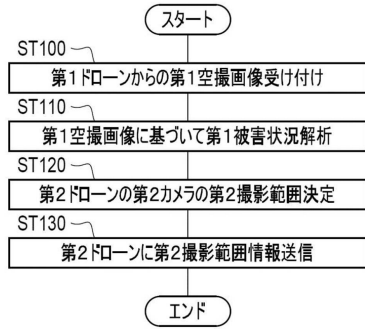 スタート
ST100
第1ドローンからの第1空撮画像受け付け
ST110
第1空撮画像に基づいて第1被害状況解析
ST120
第2ドローンの第2カメラの第2撮影範囲決定
ST130
第2ドローンに第2撮影範囲情報送信
エンド